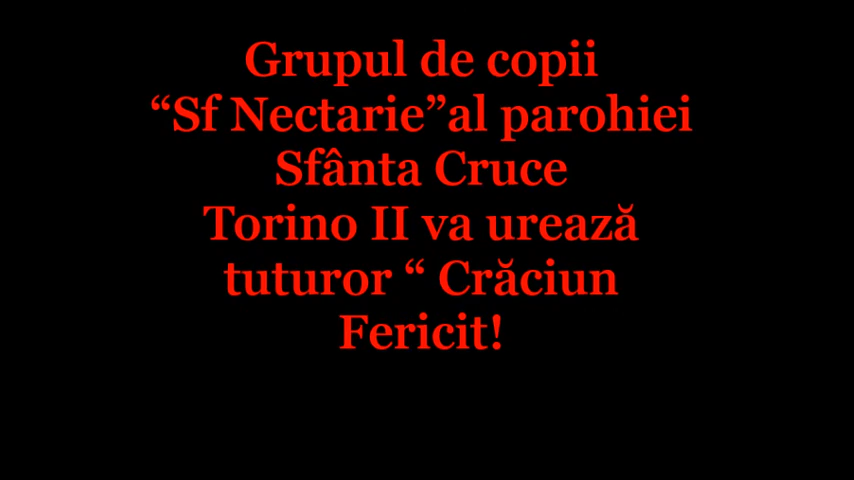 Grupul de copii
“Sf Nectarie”al parohiei
Sfânta Cruce
Torino II va urează
tuturor “ Crăciun
Fericit!